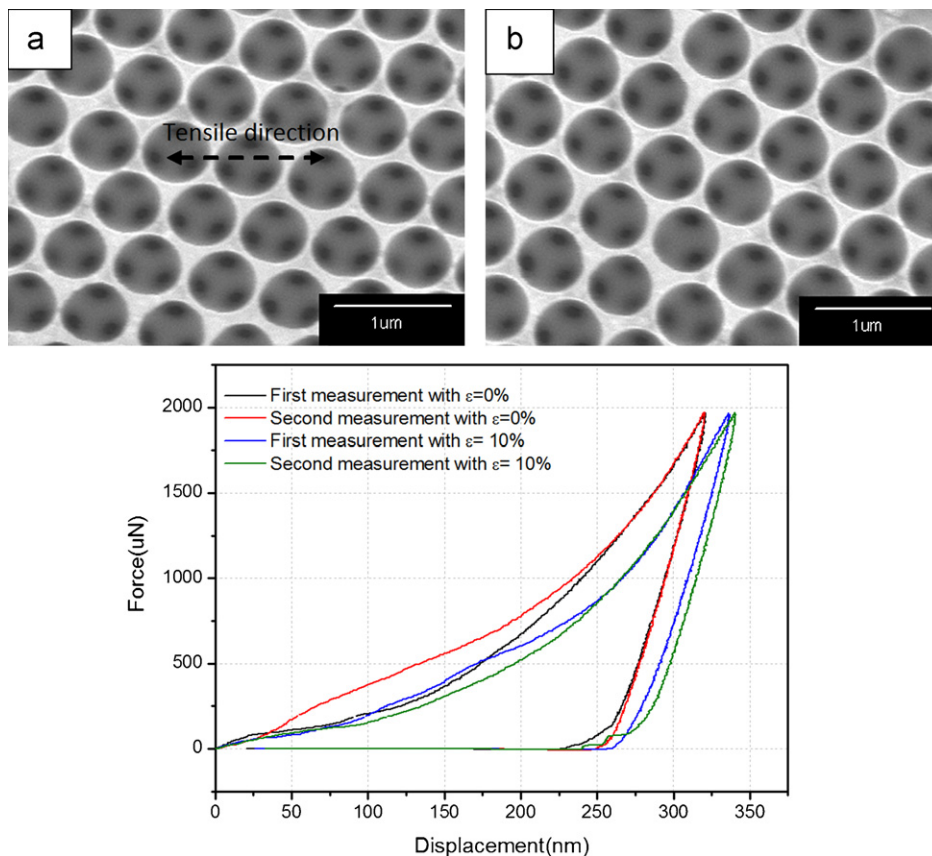 a
b
Tensile direction
1um
1um
First measurement with ε=0%
Second measurement with ε=0%
First measurement with ε= 10%
Second measurement with ε= 10%
2000
1500
1000
500
0
Force(uN)
0 50 100 150 200 250 300 350
Displacement(nm)